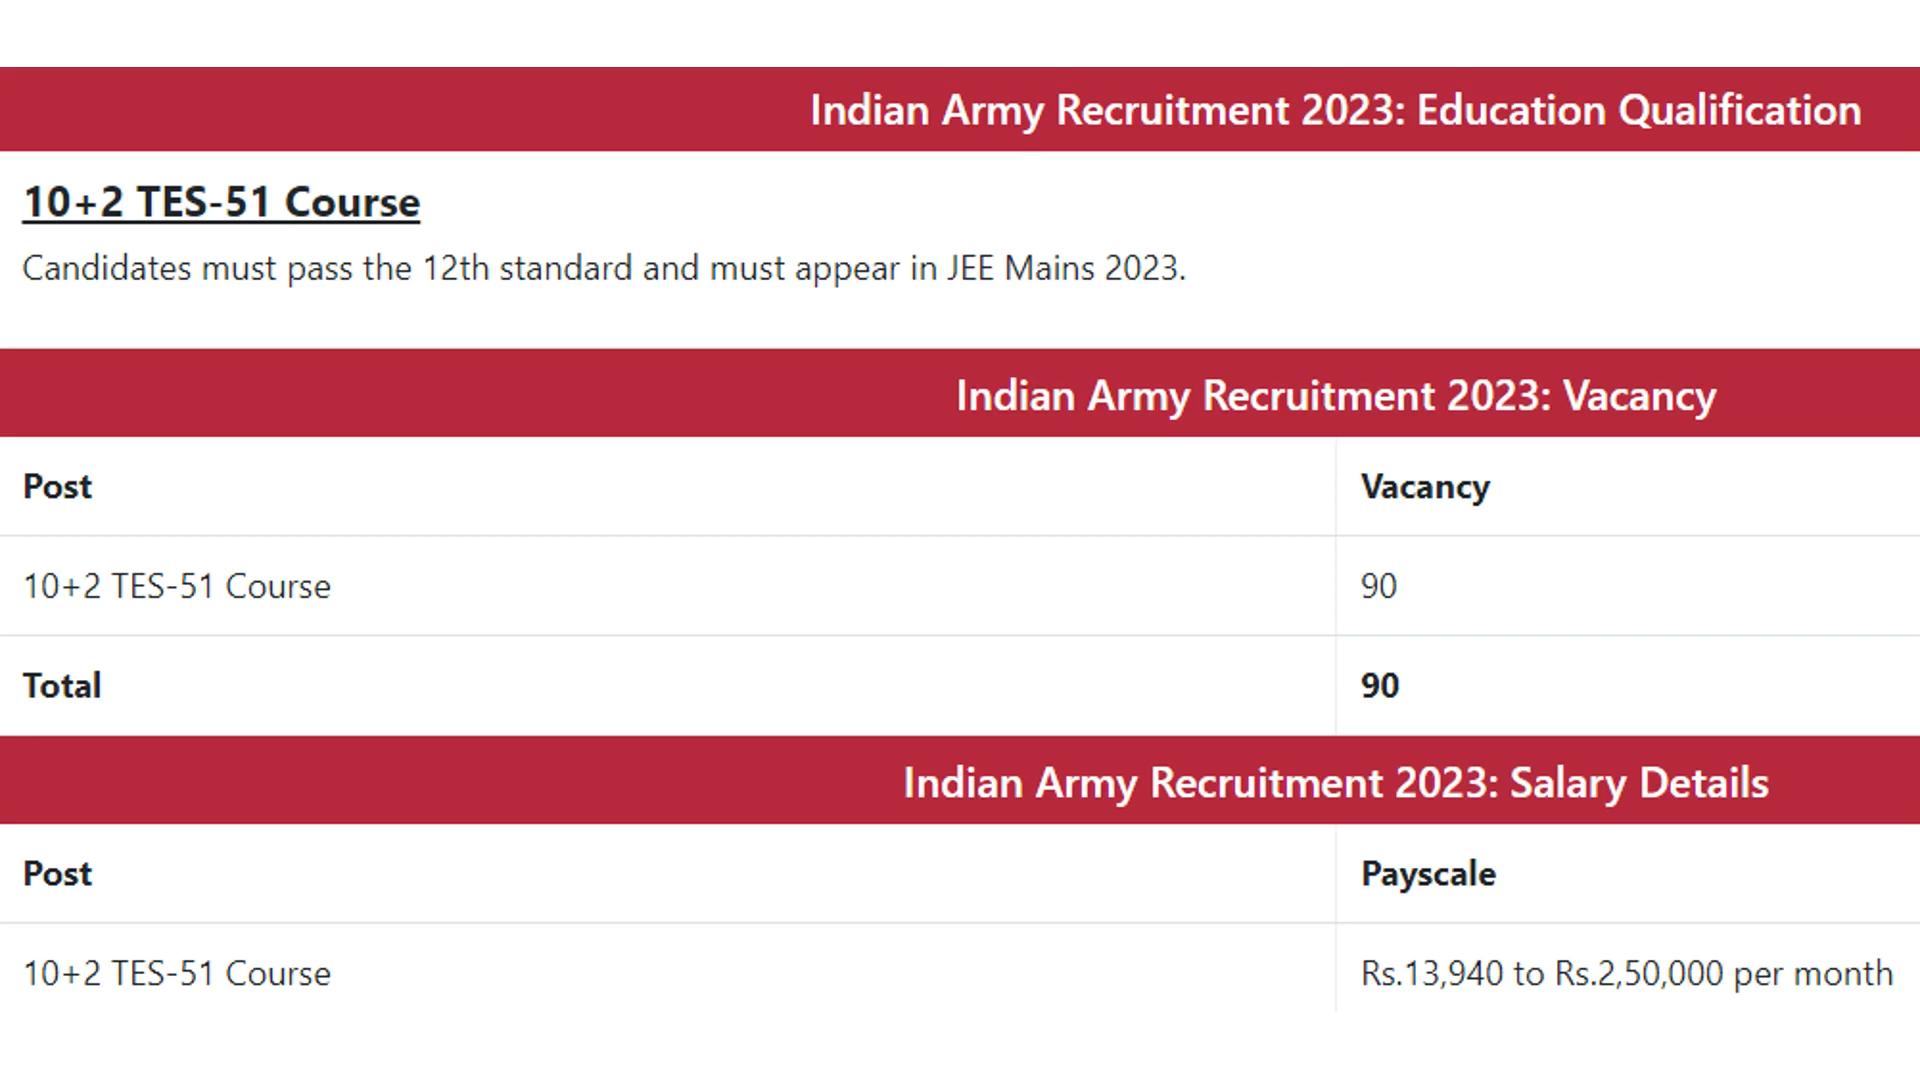 Indian Army Recruitment 2023: Education Qualification
10+2 TES-51 Course
Candidates must pass the 12th standard and must appear in JEE Mains 2023.
Indian Army Recruitment 2023: Vacancy
Post Vacancy
10+2 TES-51 Course 90
Total 90
Indian Army Recruitment 2023: Salary Details
Post Payscale
10+2 TES-51 Course Rs.13,940 to Rs.2,50,000 per month